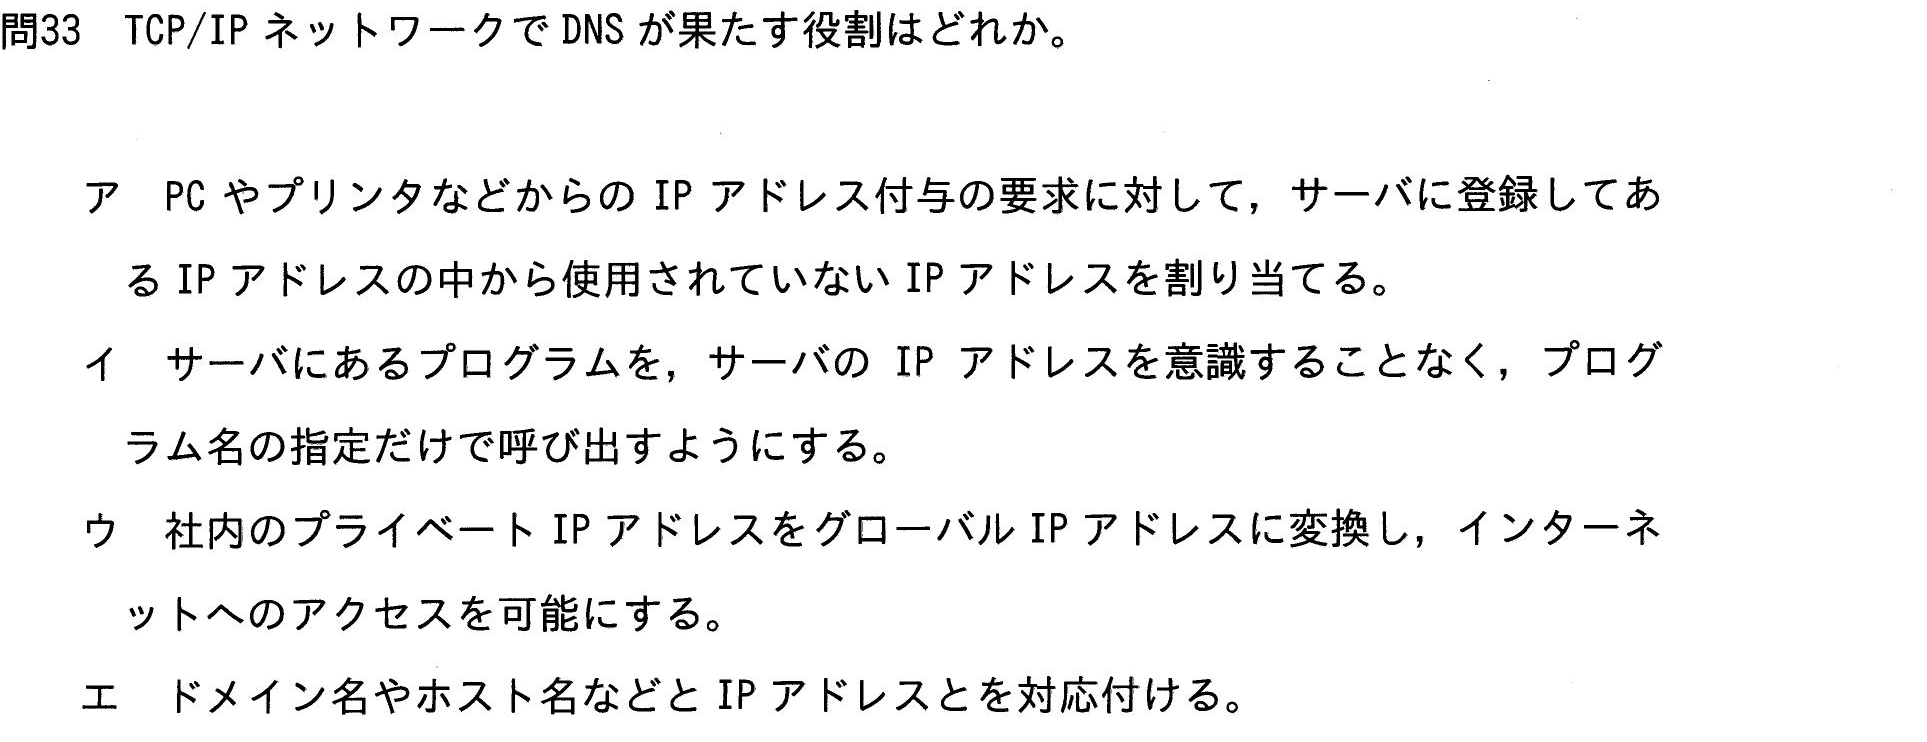 問33 TCP/IP ネットワークで DNS が果たす役割はどれか。
ア PC やプリンタなどからの IP アドレス付与の要求に対して，サーバに登録してあ
る IP アドレスの中から使用されていない IP アドレスを割り当てる。
イ サーバにあるプログラムを，サーバの IP アドレスを意識することなく，プログ
ラム名の指定だけで呼び出すようにする。
ウ 社内のプライベート IP アドレスをグローバル IP アドレスに変換し，インターネ
ットへのアクセスを可能にする。
エ ドメイン名やホスト名などと IP アドレスとを対応付ける。